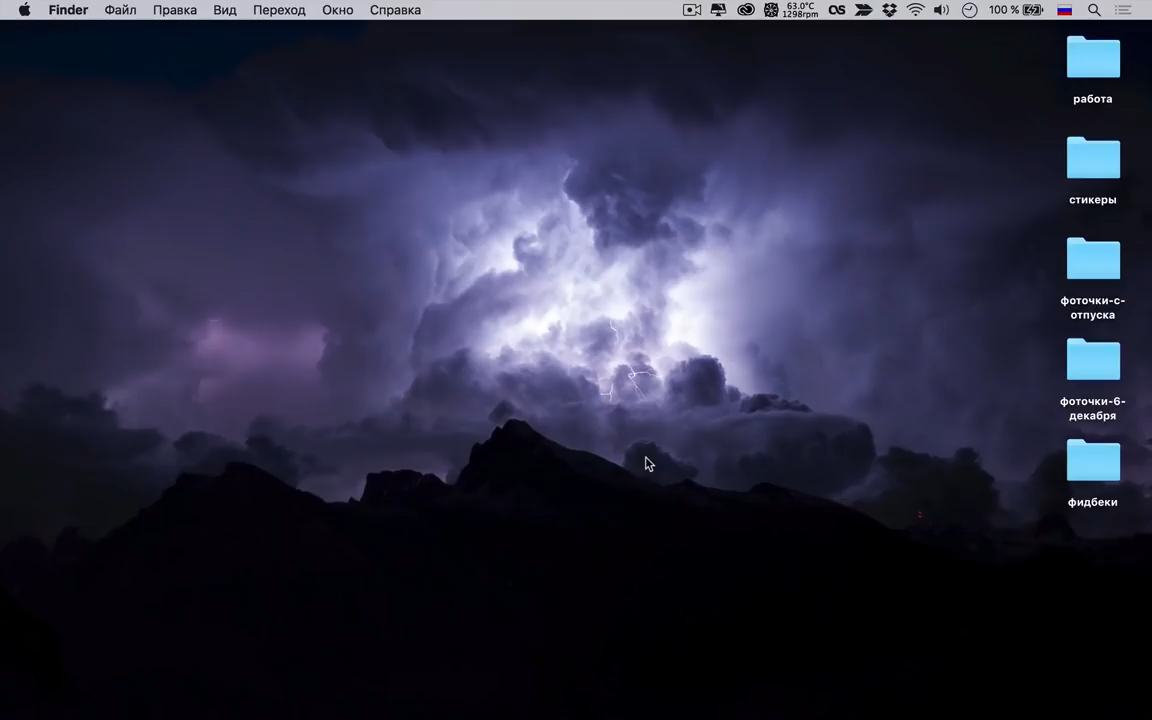 Finder Файл Правка Вид Переход Окно Справка 63.0°C 1298rpm 100 %
работа
стикеры
фоточки-с-
отпуска
фоточки-6-
декабря
фидбеки